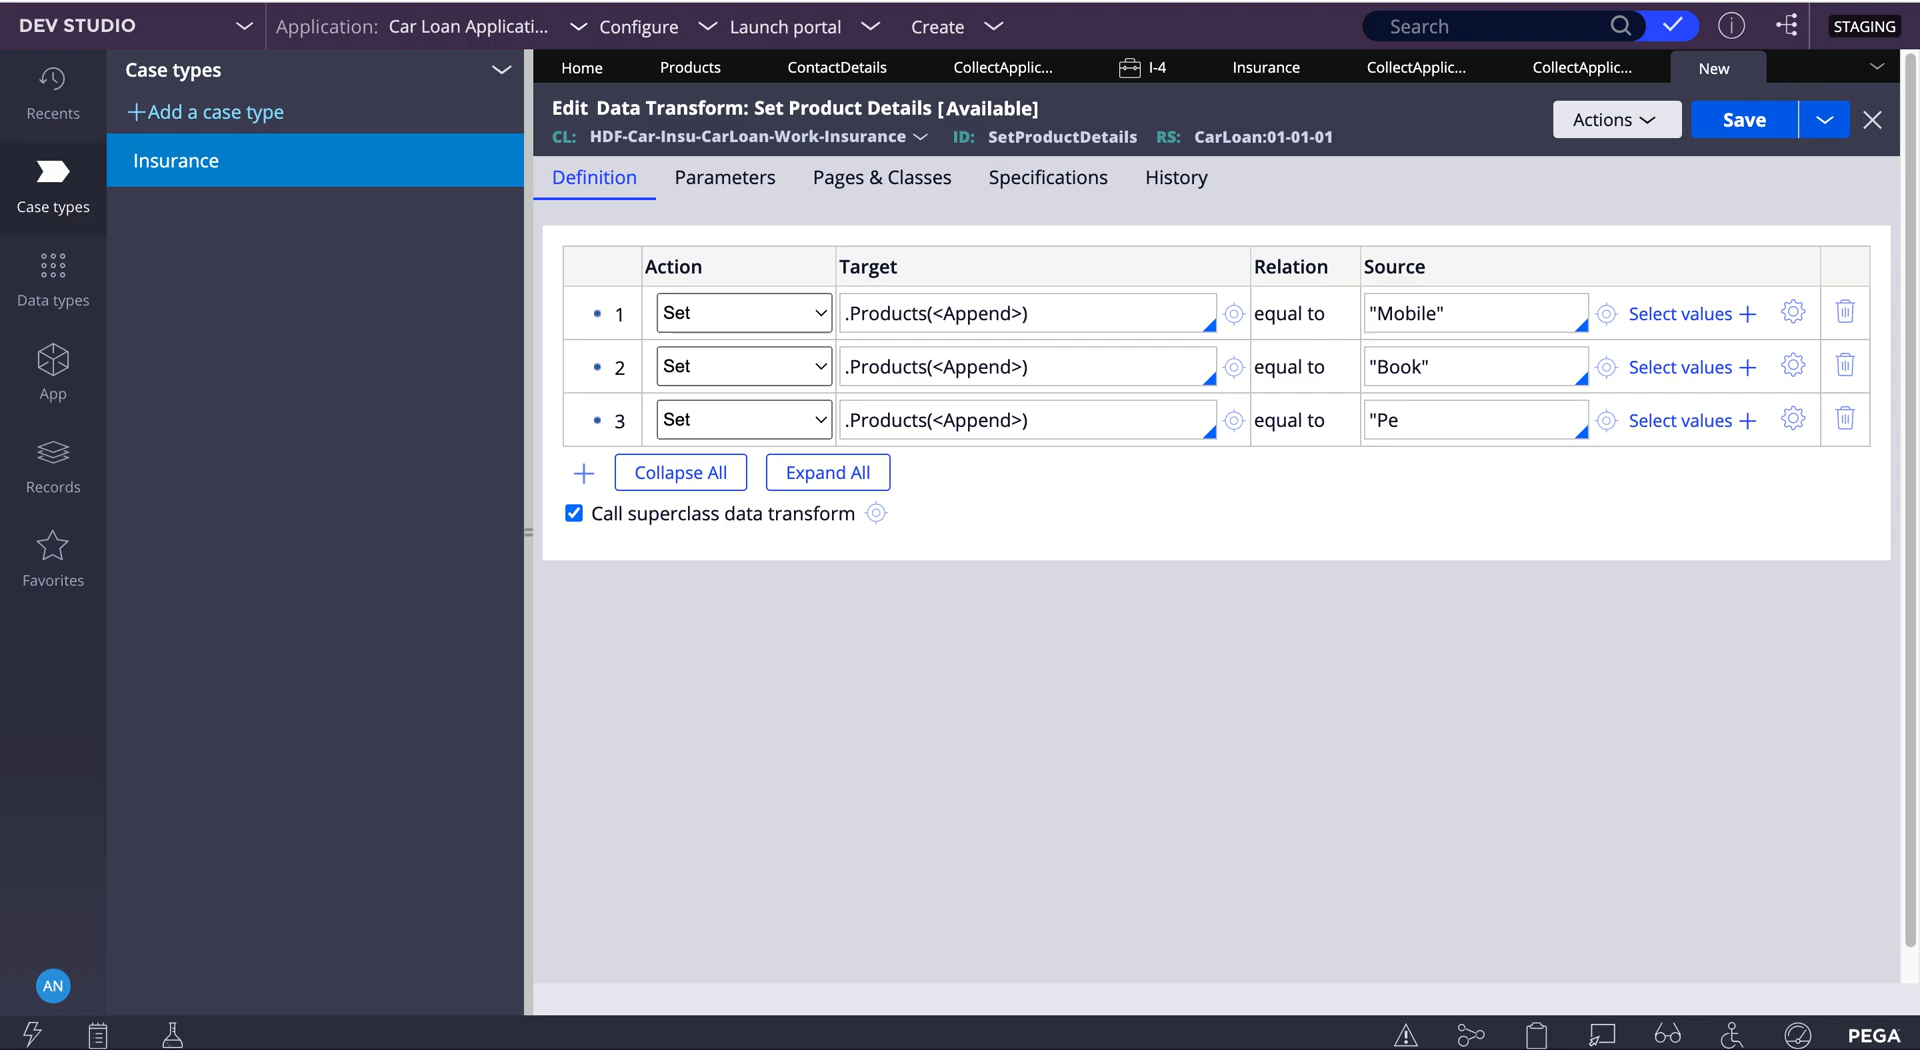 DEV STUDIO
Application: Car Loan Applicati...
Configure
Launch portal
Create
Search
STAGING
Recents
Case types
Data types
App
Records
Favorites
AN
Case types
+Add a case type
Insurance
Home
Products
ContactDetails
CollectApplic...
I-4
Insurance
CollectApplic...
CollectApplic...
New
Edit Data Transform: Set Product Details [Available]
CL: HDF-Car-Insu-CarLoan-Work-Insurance ID: SetProductDetails RS: CarLoan:01-01-01
Actions
Save
Definition
Parameters
Pages & Classes
Specifications
History
Action Target Relation Source
1 Set .Products(<Append>) equal to "Mobile" Select values +
2 Set .Products(<Append>) equal to "Book" Select values +
3 Set .Products(<Append>) equal to "Pe Select values +
Collapse All
Expand All
Call superclass data transform
PEGA